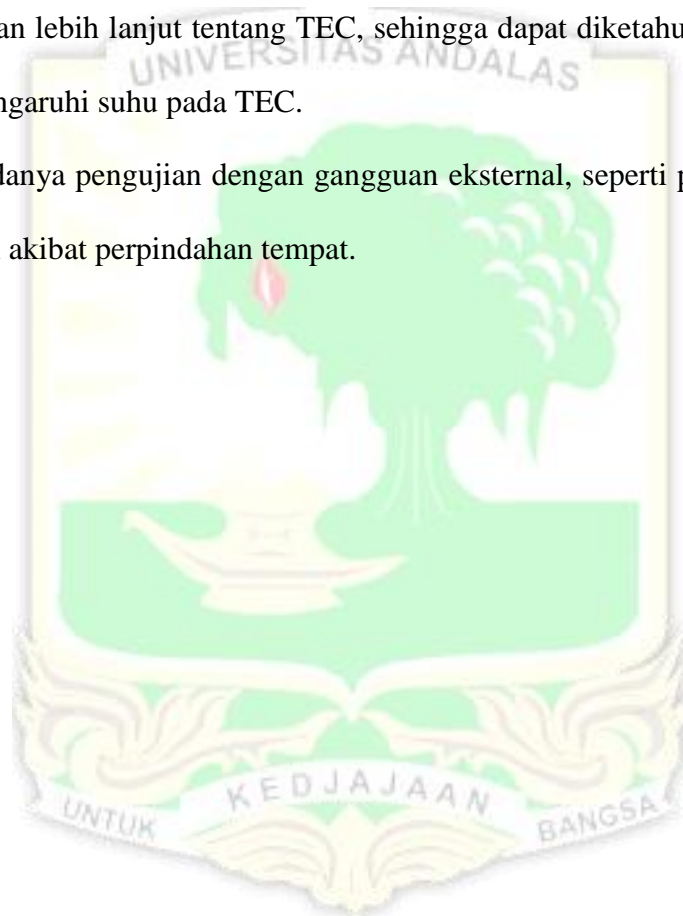 an lebih lanjut tentang TEC, sehingga dapat diketahu
UNIVERSITAS ANDALAS
ngaruhi suhu pada TEC.
danya pengujian dengan gangguan eksternal, seperti p
akibat perpindahan tempat.
UNTUK KEDJAJAAN BANGSA